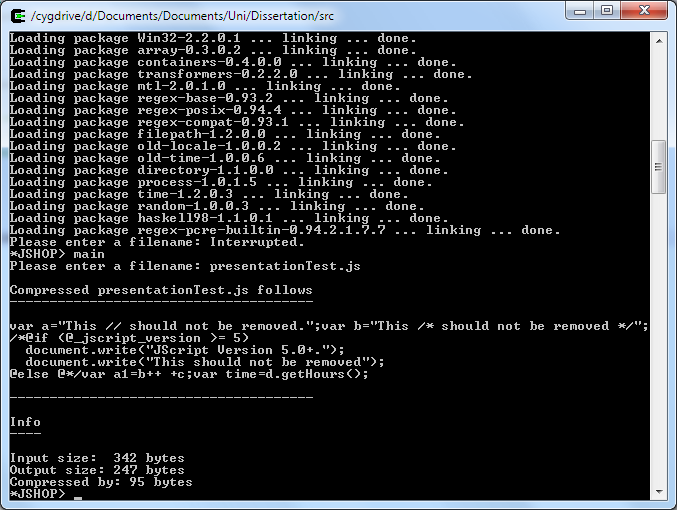 /cygdrive/d/Documents/Documents/Uni/Dissertation/src
Loading package Win32-2.2.0.1 ... linking ... done.
Loading package array-0.3.0.2 ... linking ... done.
Loading package containers-0.4.0.0 ... linking ... done.
Loading package transformers-0.2.2.0 ... linking ... done.
Loading package mtl-2.0.1.0 ... linking ... done.
Loading package regex-base-0.93.2 ... linking ... done.
Loading package regex-posix-0.94.4 ... linking ... done.
Loading package regex-compat-0.93.1 ... linking ... done.
Loading package filepath-1.2.0.0 ... linking ... done.
Loading package old-locale-1.0.0.2 ... linking ... done.
Loading package old-time-1.0.0.6 ... linking ... done.
Loading package directory-1.1.0.0 ... linking ... done.
Loading package process-1.0.1.5 ... linking ... done.
Loading package time-1.2.0.3 ... linking ... done.
Loading package random-1.0.0.3 ... linking ... done.
Loading package haskell98-1.1.0.1 ... linking ... done.
Loading package regex-pcre-builtin-0.94.2.1.7.7 ... linking ... done.
Please enter a filename: Interrupted.
*JSHOP> main
Please enter a filename: presentationTest.js
Compressed presentationTest.js follows
--------------------------------------
var a="This // should not be removed.";var b="This /* should not be removed */";
/*@if (@_jscript_version >= 5)
  document.write("JScript Version 5.0+.");
  document.write("This should not be removed");
@else @*/var a1=b++ +c;var time=d.getHours();
--------------------------------------
Info
----
Input size:  342 bytes
Output size: 247 bytes
Compressed by: 95 bytes
*JSHOP> _